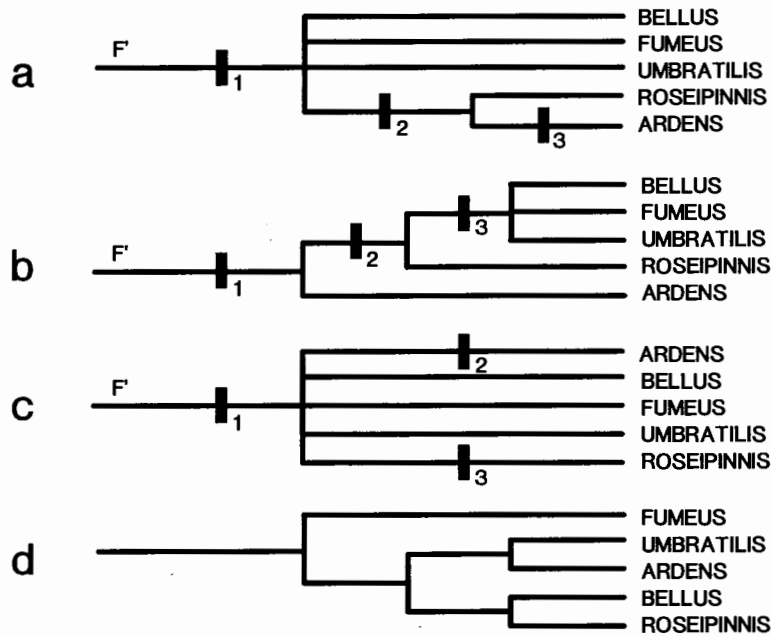 BELLUS
F'
FUMEUS
a
1
UMBRATILIS
ROSEIPINNIS
2
ARDENS
3
BELLUS
FUMEUS
3
UMBRATILIS
b
F'
2
ROSEIPINNIS
1
ARDENS
ARDENS
2
F'
BELLUS
c
1
FUMEUS
UMBRATILIS
ROSEIPINNIS
3
FUMEUS
d
UMBRATILIS
ARDENS
BELLUS
ROSEIPINNIS